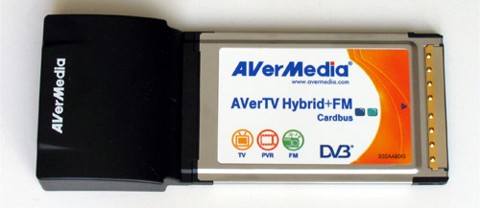 AVerMedia
AVerMedia®
www.avermedia.com
AVerTV Hybrid+FM
Cardbus
TV PVR FM
DVB